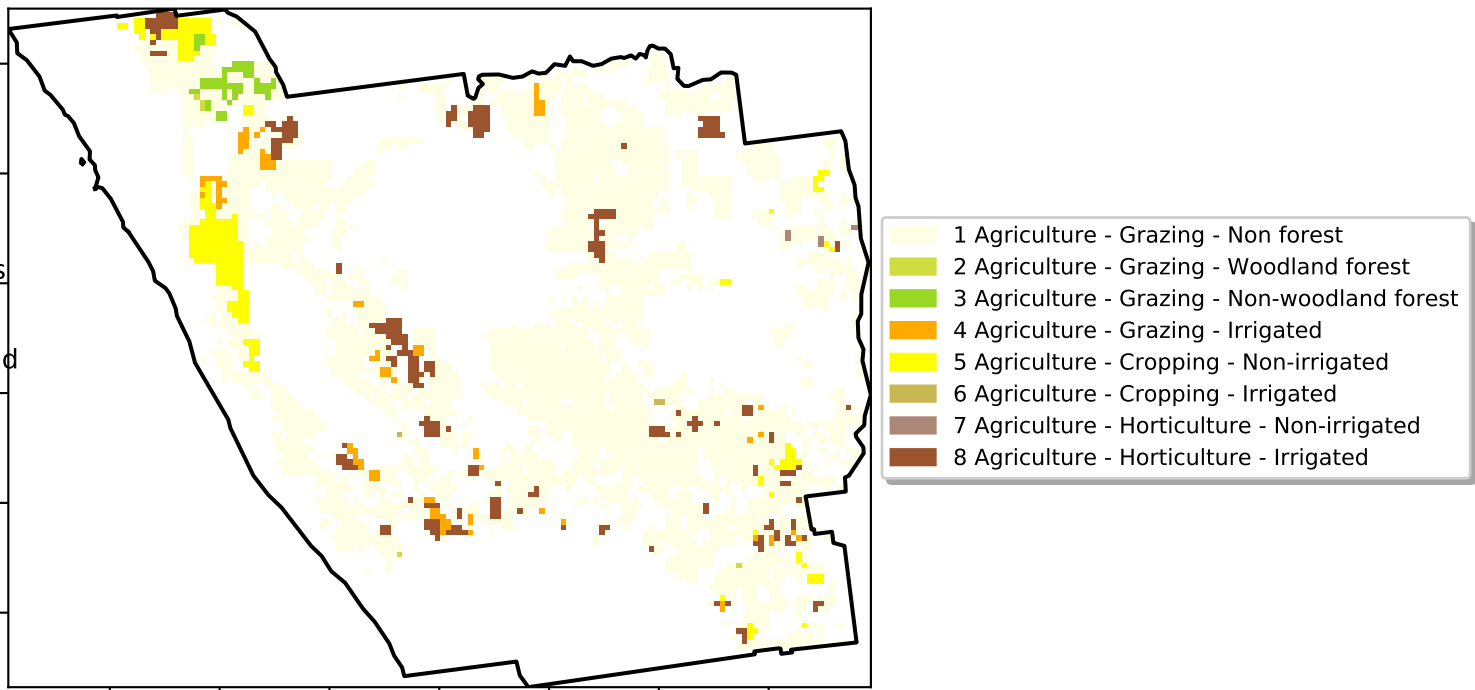 s
d
1 Agriculture - Grazing - Non forest
2 Agriculture - Grazing - Woodland forest
3 Agriculture - Grazing - Non-woodland forest
4 Agriculture - Grazing - Irrigated
5 Agriculture - Cropping - Non-irrigated
6 Agriculture - Cropping - Irrigated
7 Agriculture - Horticulture - Non-irrigated
8 Agriculture - Horticulture - Irrigated